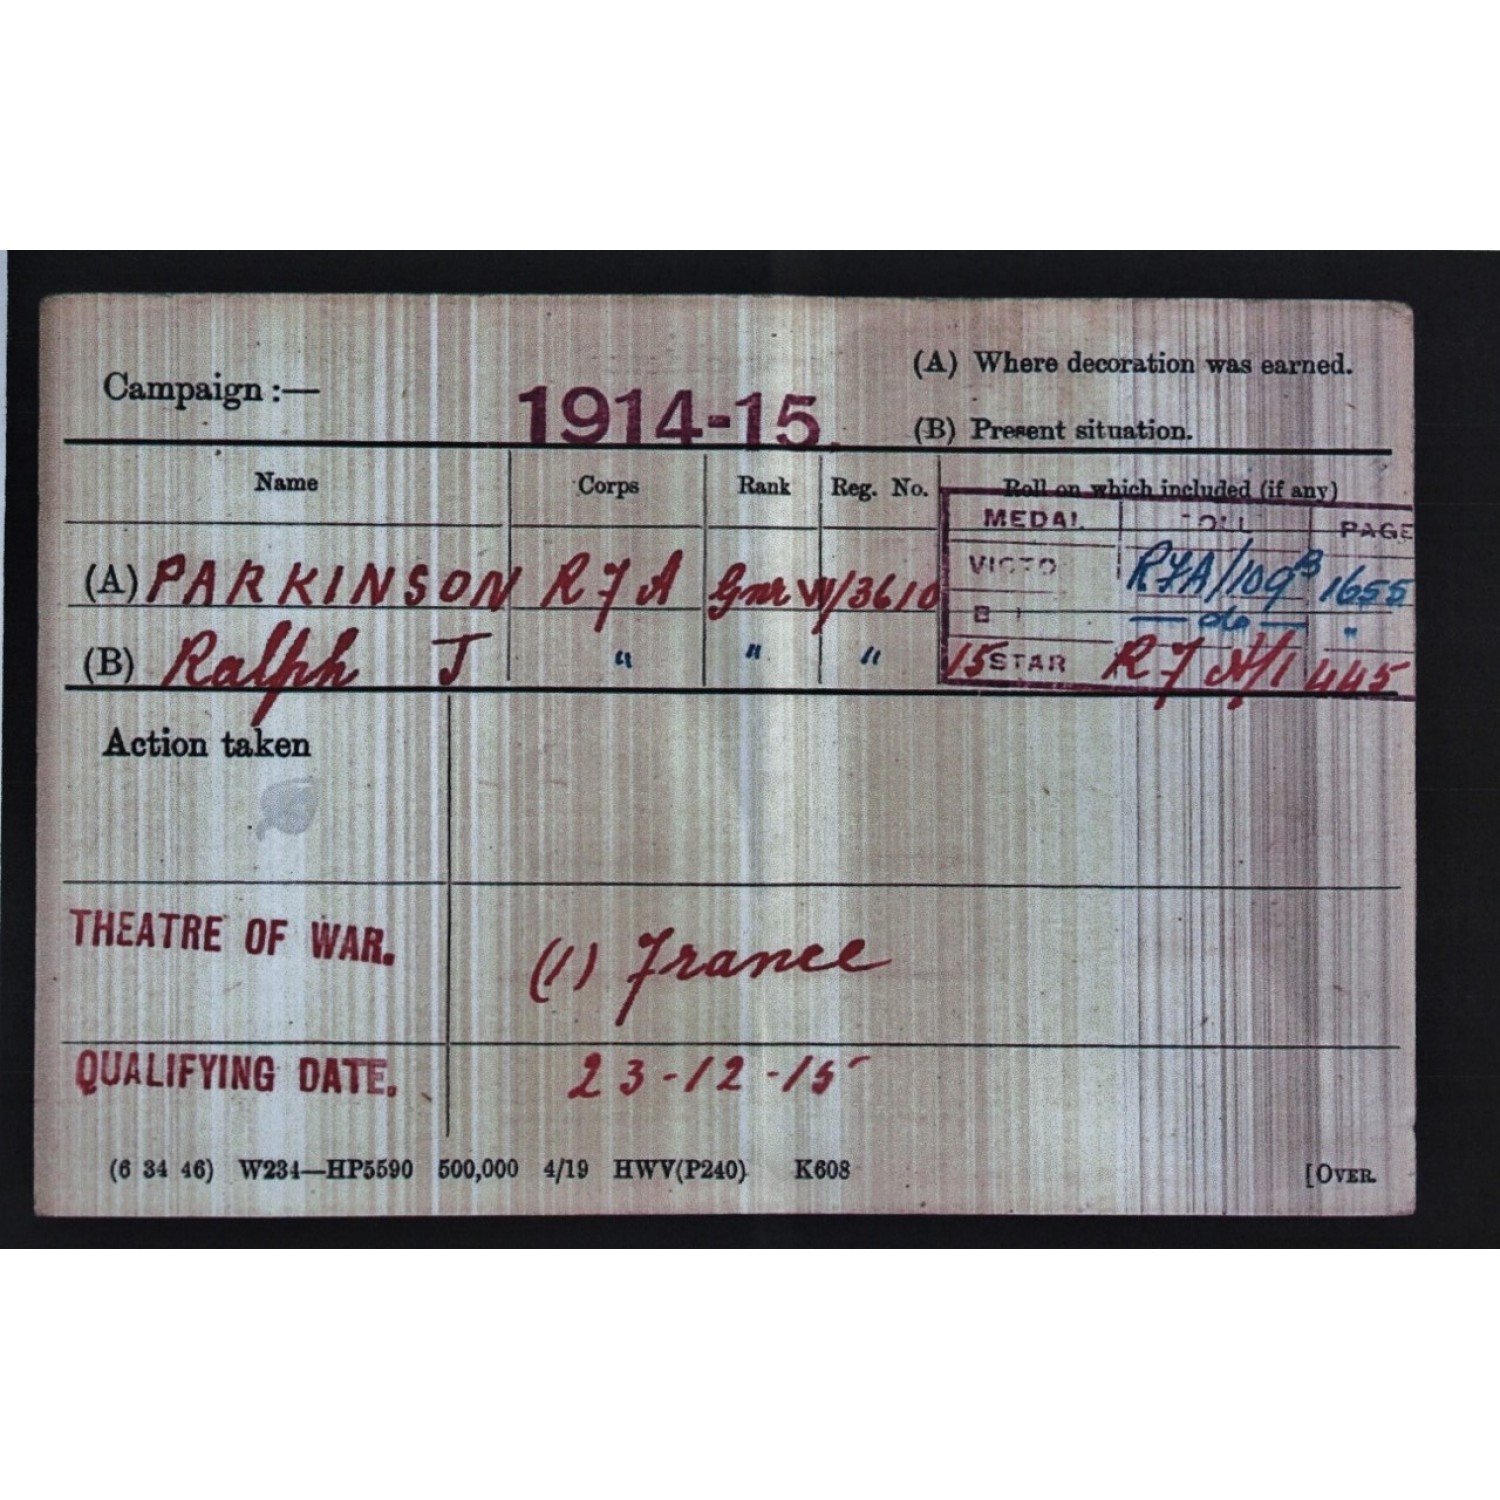 Campaign :—
1914-15.
(A) Where decoration was earned.
(B) Present situation.
Name Corps Rank Reg. No. Roll on which included (if any)
MEDAL PAGE
(A) PARKINSON R F A Gnr W/3610 RFA/109B 1655
— do — "
(B) Ralph J " " " 15 STAR R F A/1 445
Action taken
THEATRE OF WAR. (1) France
QUALIFYING DATE. 23-12-15
(6 34 46) W234—HP5590 500,000 4/19 HWV(P240) K608 [OVER.